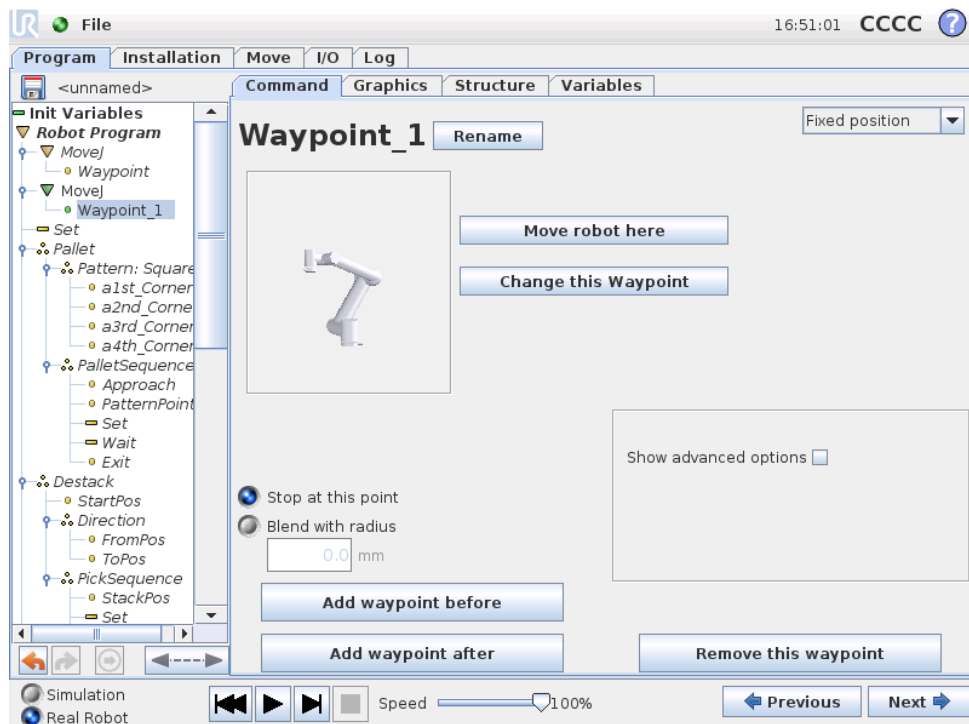 UR File 16:51:01 CCCC ?
Program Installation Move I/O Log
<unnamed>
Command Graphics Structure Variables
Init Variables
Robot Program
MoveJ
Waypoint
MoveJ
Waypoint_1
Set
Pallet
Pattern: Square
a1st_Corner
a2nd_Corne
a3rd_Corner
a4th_Corner
PalletSequence
Approach
PatternPoint
Set
Wait
Exit
Destack
StartPos
Direction
FromPos
ToPos
PickSequence
StackPos
Set
Waypoint_1 Rename
Fixed position
Move robot here
Change this Waypoint
Show advanced options
Stop at this point
Blend with radius
0.0 mm
Add waypoint before
Add waypoint after
Remove this waypoint
Simulation
Real Robot
Speed 100%
Previous Next